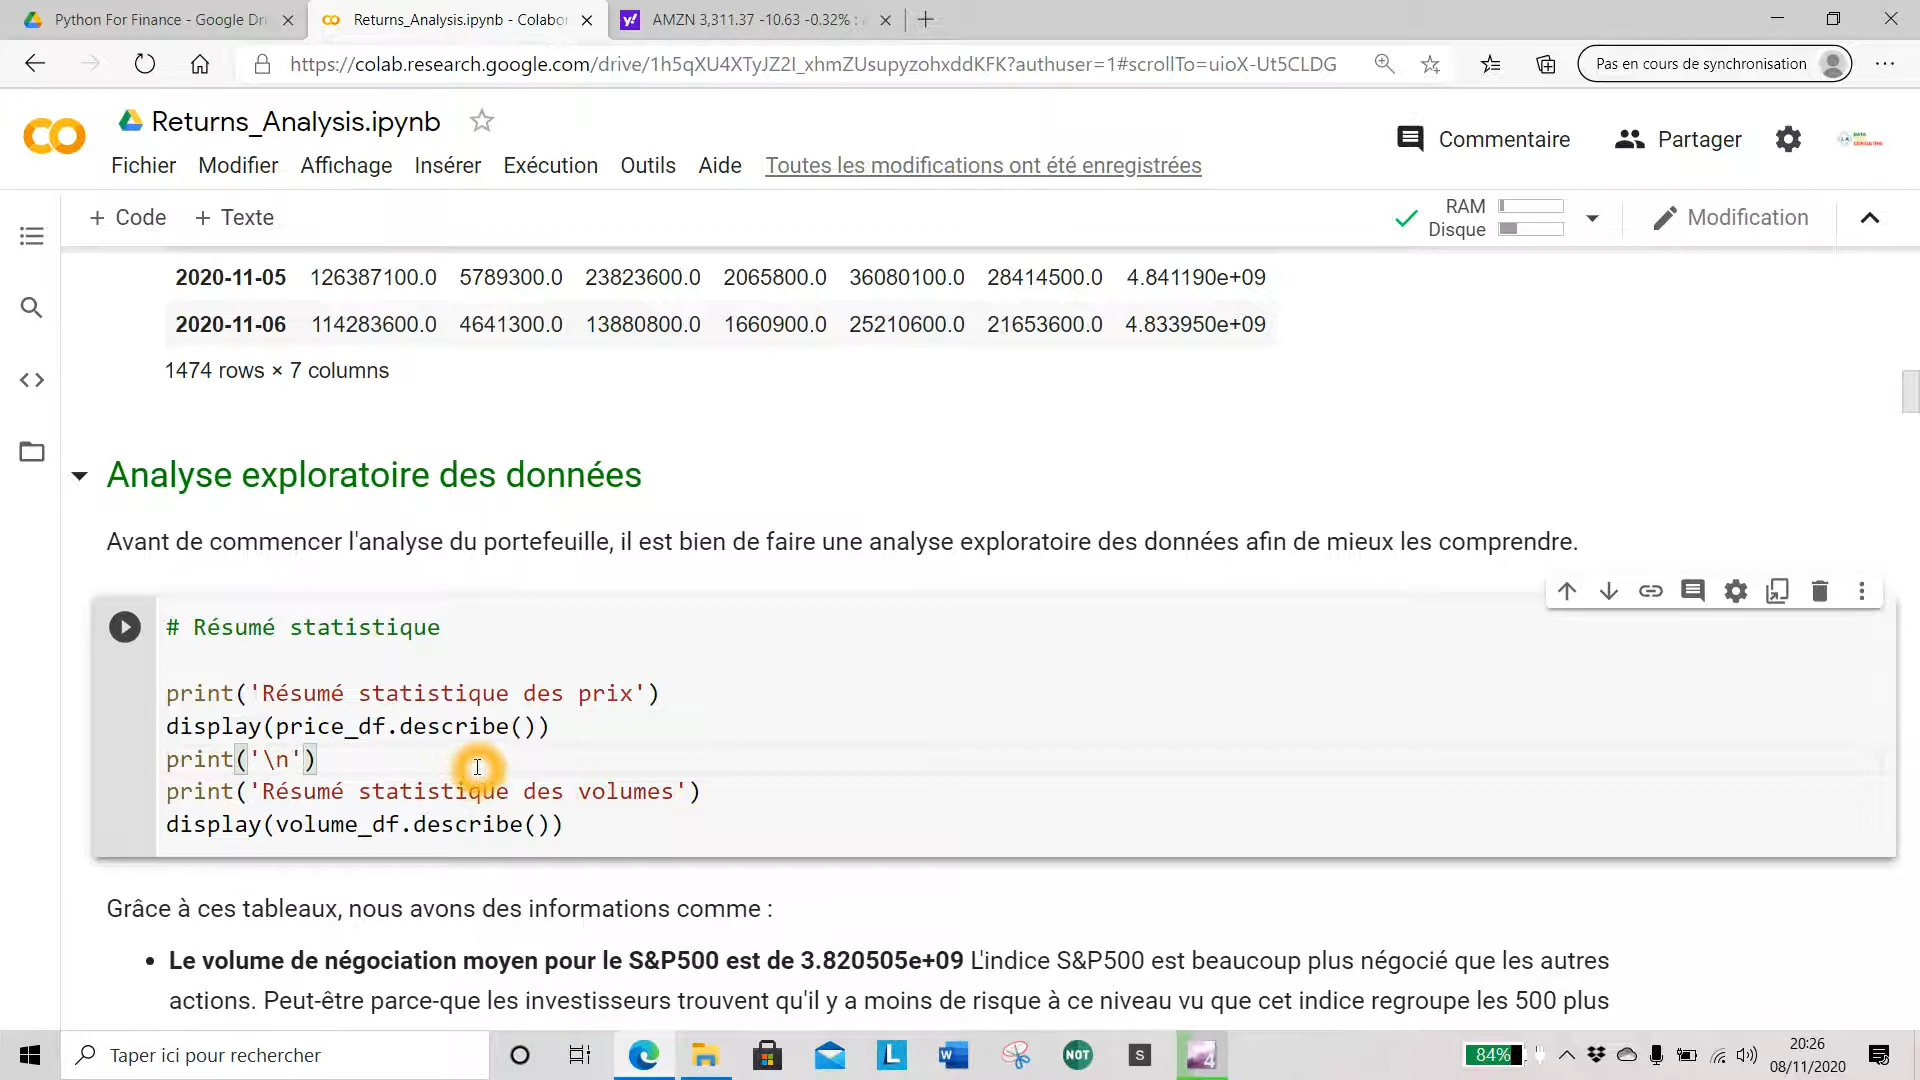 Python For Finance - Google Dri
Returns_Analysis.ipynb - Colabor
AMZN 3,311.37 -10.63 -0.32% :
https://colab.research.google.com/drive/1h5qXU4XTyJZ2I_xhmZUsupyzohxddKFK?authuser=1#scrollTo=uioX-Ut5CLDG
Pas en cours de synchronisation
Returns_Analysis.ipynb
Commentaire
Partager
Fichier Modifier Affichage Insérer Exécution Outils Aide Toutes les modifications ont été enregistrées
+ Code + Texte
RAM
Disque
Modification
2020-11-05 126387100.0 5789300.0 23823600.0 2065800.0 36080100.0 28414500.0 4.841190e+09
2020-11-06 114283600.0 4641300.0 13880800.0 1660900.0 25210600.0 21653600.0 4.833950e+09
1474 rows × 7 columns
Analyse exploratoire des données
Avant de commencer l'analyse du portefeuille, il est bien de faire une analyse exploratoire des données afin de mieux les comprendre.
# Résumé statistique
print('Résumé statistique des prix')
display(price_df.describe())
print('\n')
print('Résumé statistique des volumes')
display(volume_df.describe())
Grâce à ces tableaux, nous avons des informations comme :
• Le volume de négociation moyen pour le S&P500 est de 3.820505e+09 L'indice S&P500 est beaucoup plus négocié que les autres
actions. Peut-être parce-que les investisseurs trouvent qu'il y a moins de risque à ce niveau vu que cet indice regroupe les 500 plus
Taper ici pour rechercher
L
W
NOT
S
4
84%
20:26
08/11/2020